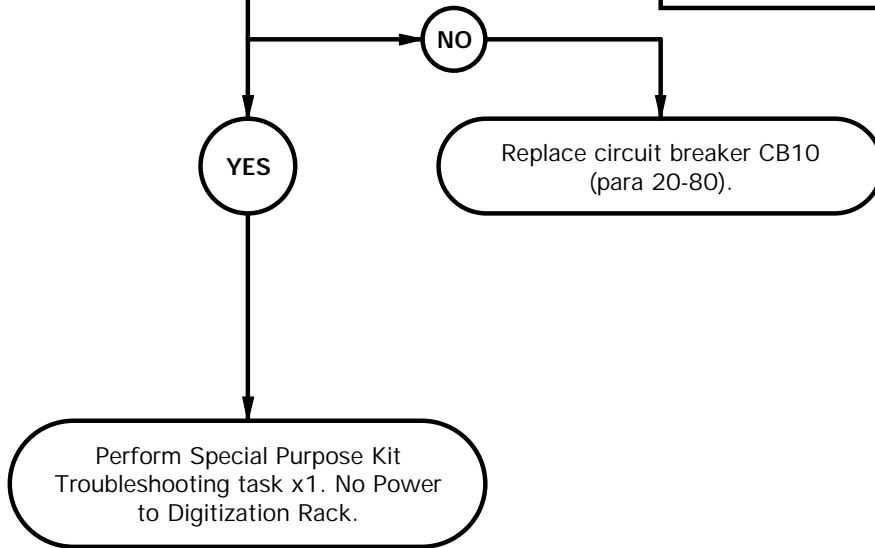 NO
YES
Replace circuit breaker CB10
(para 20-80).
Perform Special Purpose Kit
Troubleshooting task x1. No Power
to Digitization Rack.